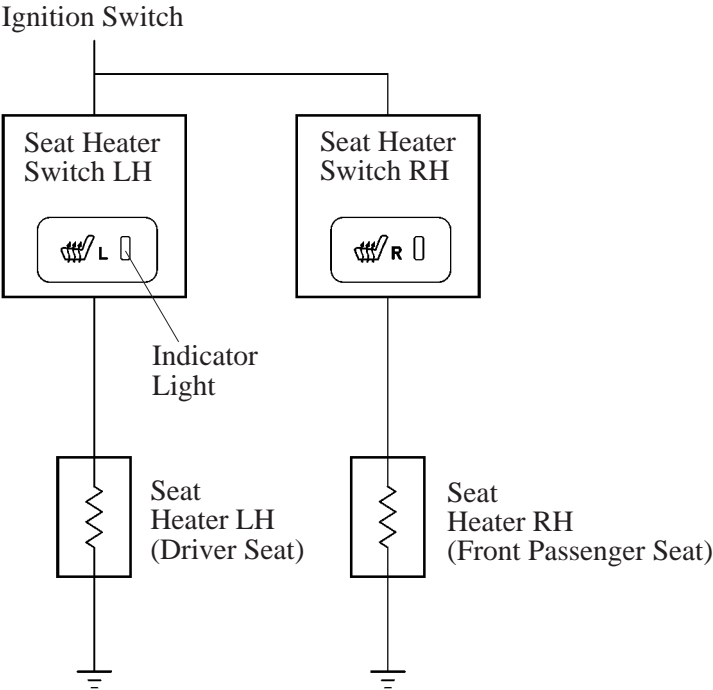 Ignition Switch
Seat Heater
Switch LH
L
Seat Heater
Switch RH
R
Indicator
Light
Seat
Heater LH
(Driver Seat)
Seat
Heater RH
(Front Passenger Seat)